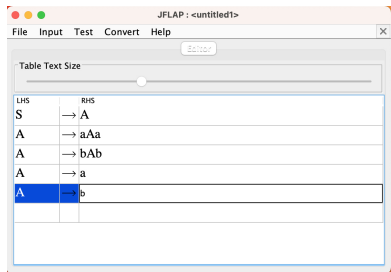 JFLAP : <untitled1>
File Input Test Convert Help
Editor
Table Text Size
LHS RHS
S → A
A → aAa
A → bAb
A → a
A → b